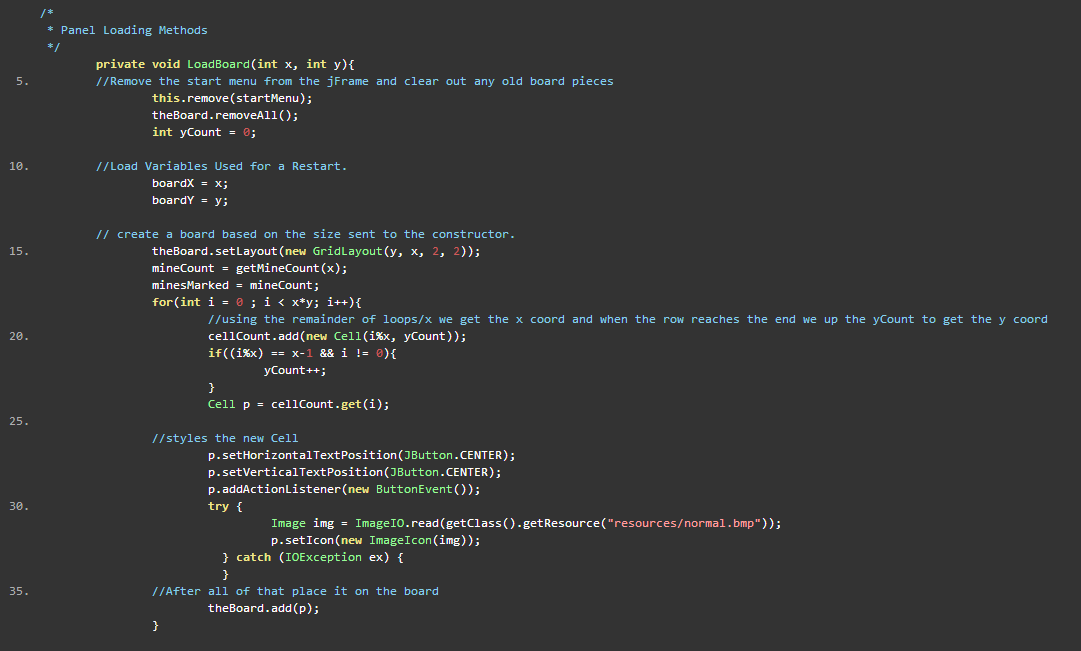 /*
 * Panel Loading Methods
 */
        private void LoadBoard(int x, int y){
5.      //Remove the start menu from the jFrame and clear out any old board pieces
                this.remove(startMenu);
                theBoard.removeAll();
                int yCount = 0;
10.     //Load Variables Used for a Restart.
                boardX = x;
                boardY = y;
        // create a board based on the size sent to the constructor.
15.             theBoard.setLayout(new GridLayout(y, x, 2, 2));
                mineCount = getMineCount(x);
                minesMarked = mineCount;
                for(int i = 0 ; i < x*y; i++){
                        //using the remainder of loops/x we get the x coord and when the row reaches the end we up the yCount to get the y coord
20.                     cellCount.add(new Cell(i%x, yCount));
                        if((i%x) == x-1 && i != 0){
                                yCount++;
                        }
                        Cell p = cellCount.get(i);
25.
                //styles the new Cell
                        p.setHorizontalTextPosition(JButton.CENTER);
                        p.setVerticalTextPosition(JButton.CENTER);
                        p.addActionListener(new ButtonEvent());
30.                     try {
                                 Image img = ImageIO.read(getClass().getResource("resources/normal.bmp"));
                                 p.setIcon(new ImageIcon(img));
                          } catch (IOException ex) {
                          }
35.             //After all of that place it on the board
                        theBoard.add(p);
                }